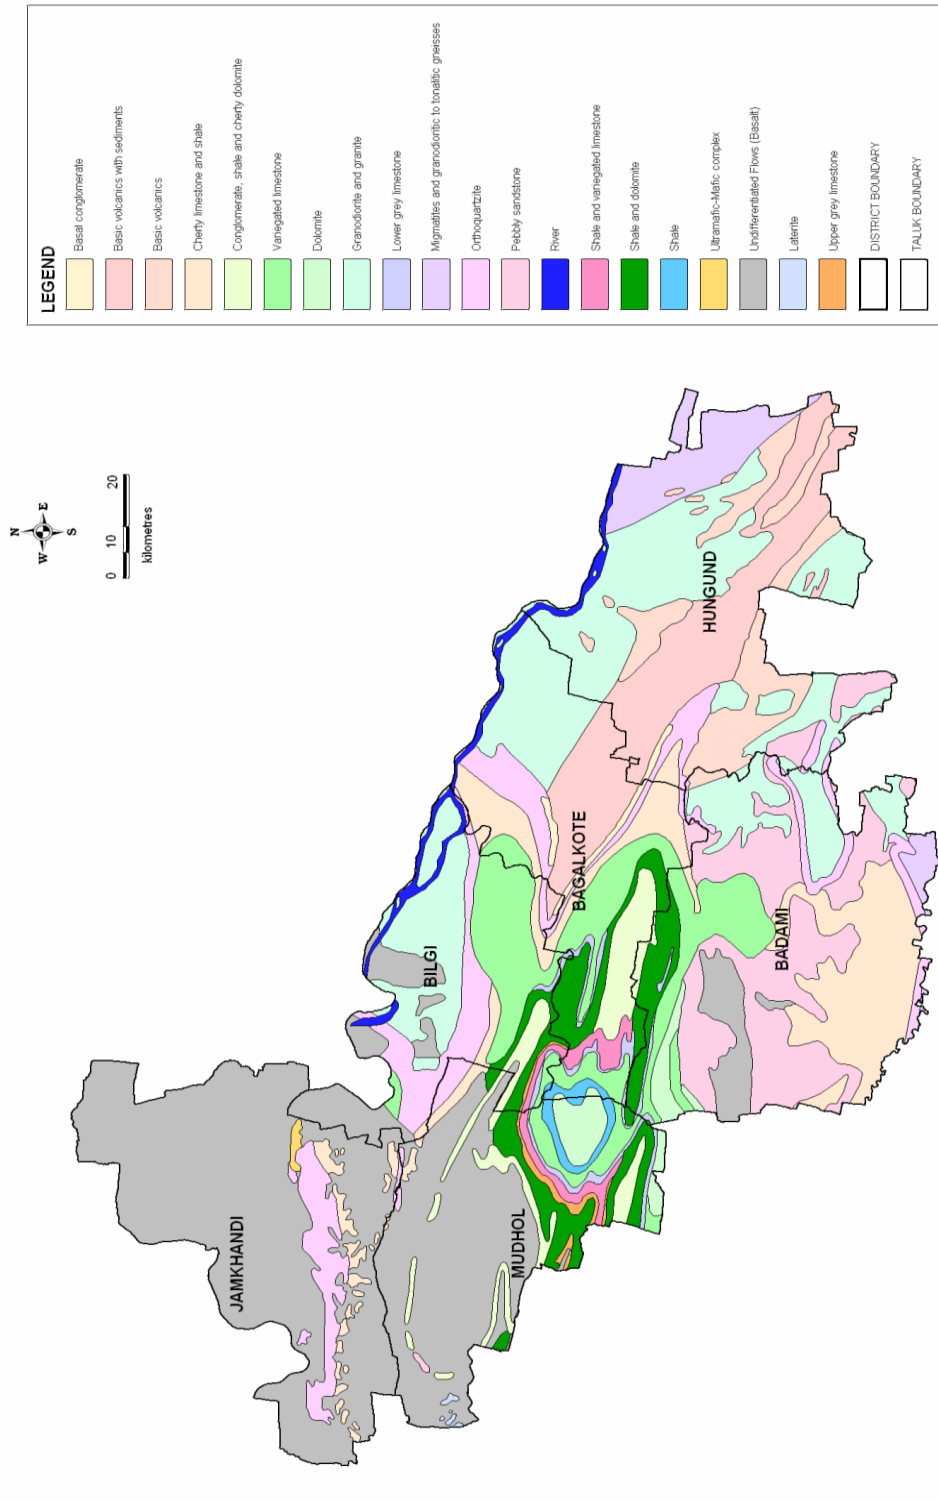 LEGEND
Basal conglomerate
Basic volcanics with sediments
Basic volcanics
Cherty limestone and shale
Conglomerate, shale and cherty dolomite
Variegated limestone
Dolomite
Granodiorite and granite
Lower grey limestone
Migmatites and granodioritic to tonalitic gneisses
Orthoquartzite
Pebbly sandstone
River
Shale and variegated limestone
Shale and dolomite
Shale
Ultramafic-Mafic complex
Undifferentiated Flows (Basalt)
Laterite
Upper grey limestone
DISTRICT BOUNDARY
TALUK BOUNDARY
N
W E
S
0 10 20
kilometres
JAMKHANDI
MUDHOL
BILGI
BAGALKOTE
BADAMI
HUNGUND